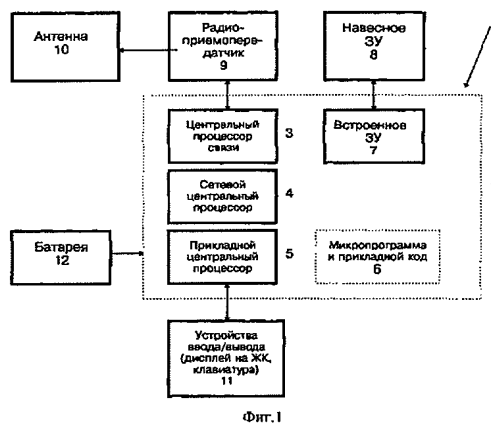 Антенна
10
Радио-
приемопере-
датчик
9
Навесное
ЗУ
8
Центральный
процессор
связи
3
Встроенное
ЗУ
7
Сетевой
центральный
процессор
4
Батарея
12
Прикладной
центральный
процессор
5
Микропрограмма
и прикладной код
6
Устройства
ввода/вывода
(дисплей на ЖК,
клавиатура)
11
Фиг.1